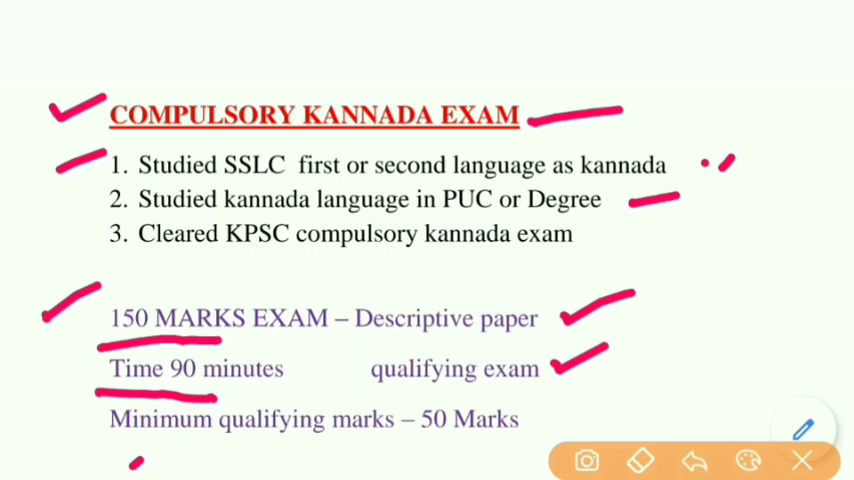 COMPULSORY KANNADA EXAM
1. Studied SSLC first or second language as kannada
2. Studied kannada language in PUC or Degree
3. Cleared KPSC compulsory kannada exam
150 MARKS EXAM – Descriptive paper
Time 90 minutes qualifying exam
Minimum qualifying marks – 50 Marks